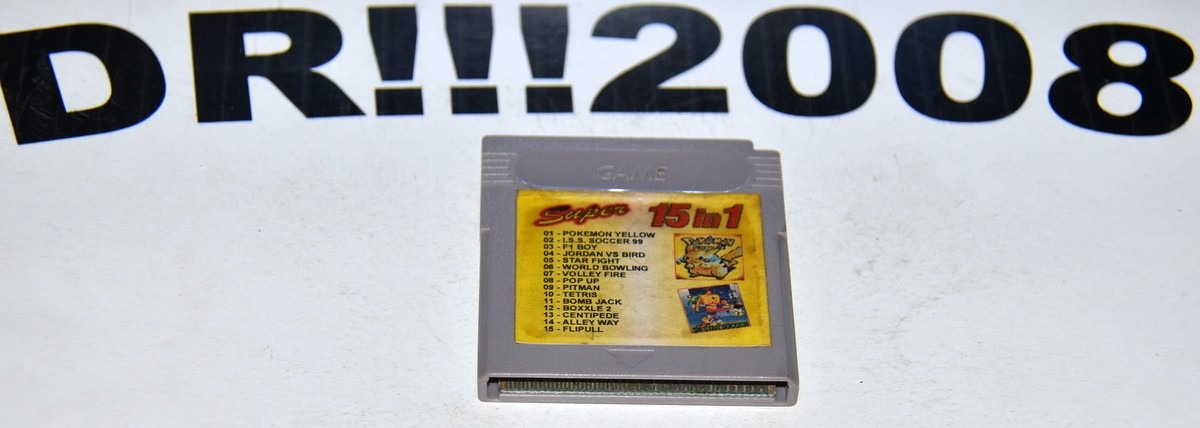 DR!!!2008
GAME
Super 15 in 1
01 - POKEMON YELLOW
02 - I.S.S. SOCCER 99
03 - F1 BOY
04 - JORDAN VS BIRD
05 - STAR FIGHT
06 - WORLD BOWLING
07 - VOLLEY FIRE
08 - POP UP
09 - PITMAN
10 - TETRIS
11 - BOMB JACK
12 - BOXXLE 2
13 - CENTIPEDE
14 - ALLEY WAY
15 - FLIPULL
POKéMON